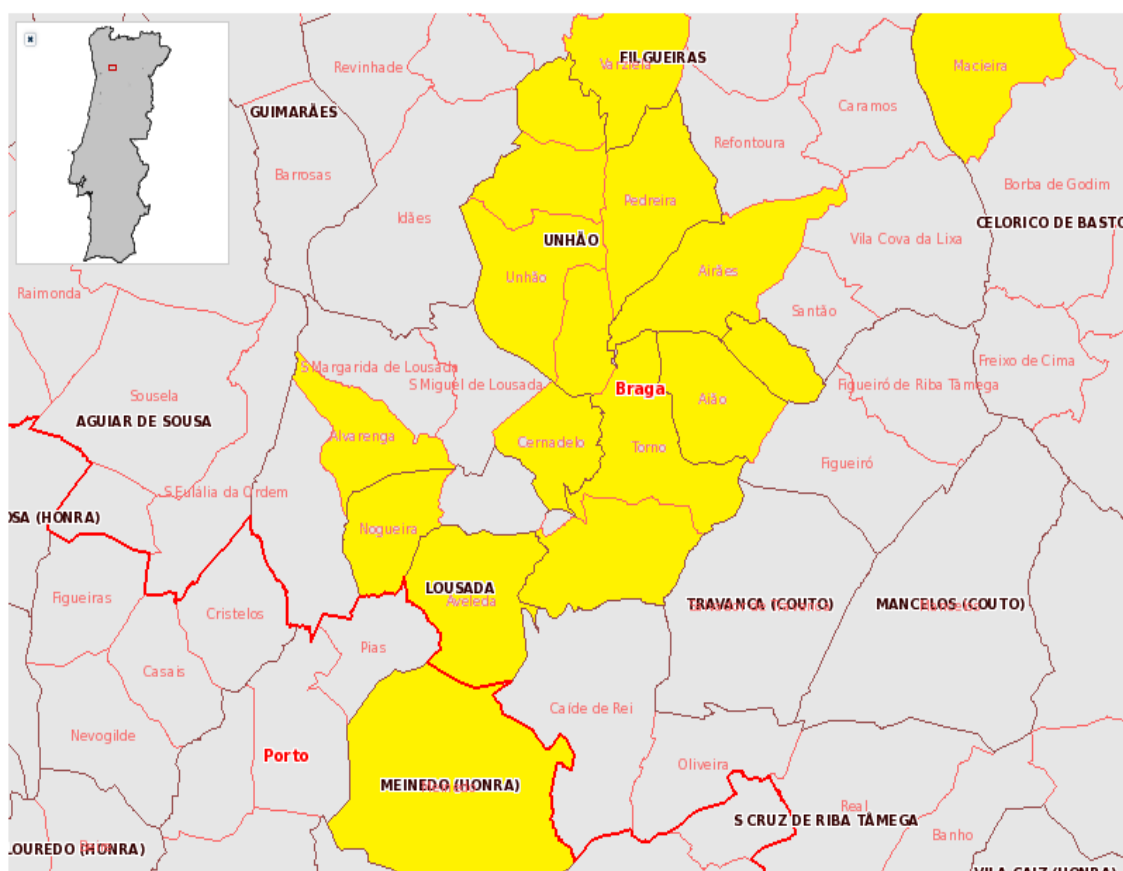 FILGUEIRAS
Varziela
Revinhade
Macieira
Caramos
GUIMARÃES
Refontoura
Barrosas
Borba de Godim
Pedreira
Idães
CELORICO DE BASTO
UNHÃO
Vila Cova da Lixa
Airães
Unhão
Raimonda
Santão
Freixo de Cima
S Margarida de Lousada
S Miguel de Lousada
Figueiró de Riba Tâmega
Braga
Sousela
Aião
AGUIAR DE SOUSA
Alvarenga
Cernadelo
Torno
Figueiró
S Eulália da Ordem
OSA (HONRA)
Nogueira
LOUSADA
Figueiras
Aveleda
TRAVANCA (COUTO)
MANCELOS (COUTO)
Cristelos
Pias
Casais
Caíde de Rei
Nevogilde
Porto
Oliveira
MEINEDO (HONRA)
Real
S CRUZ DE RIBA TÂMEGA
Banho
LOUREDO (HONRA)
VILA CAIZ (HONRA)